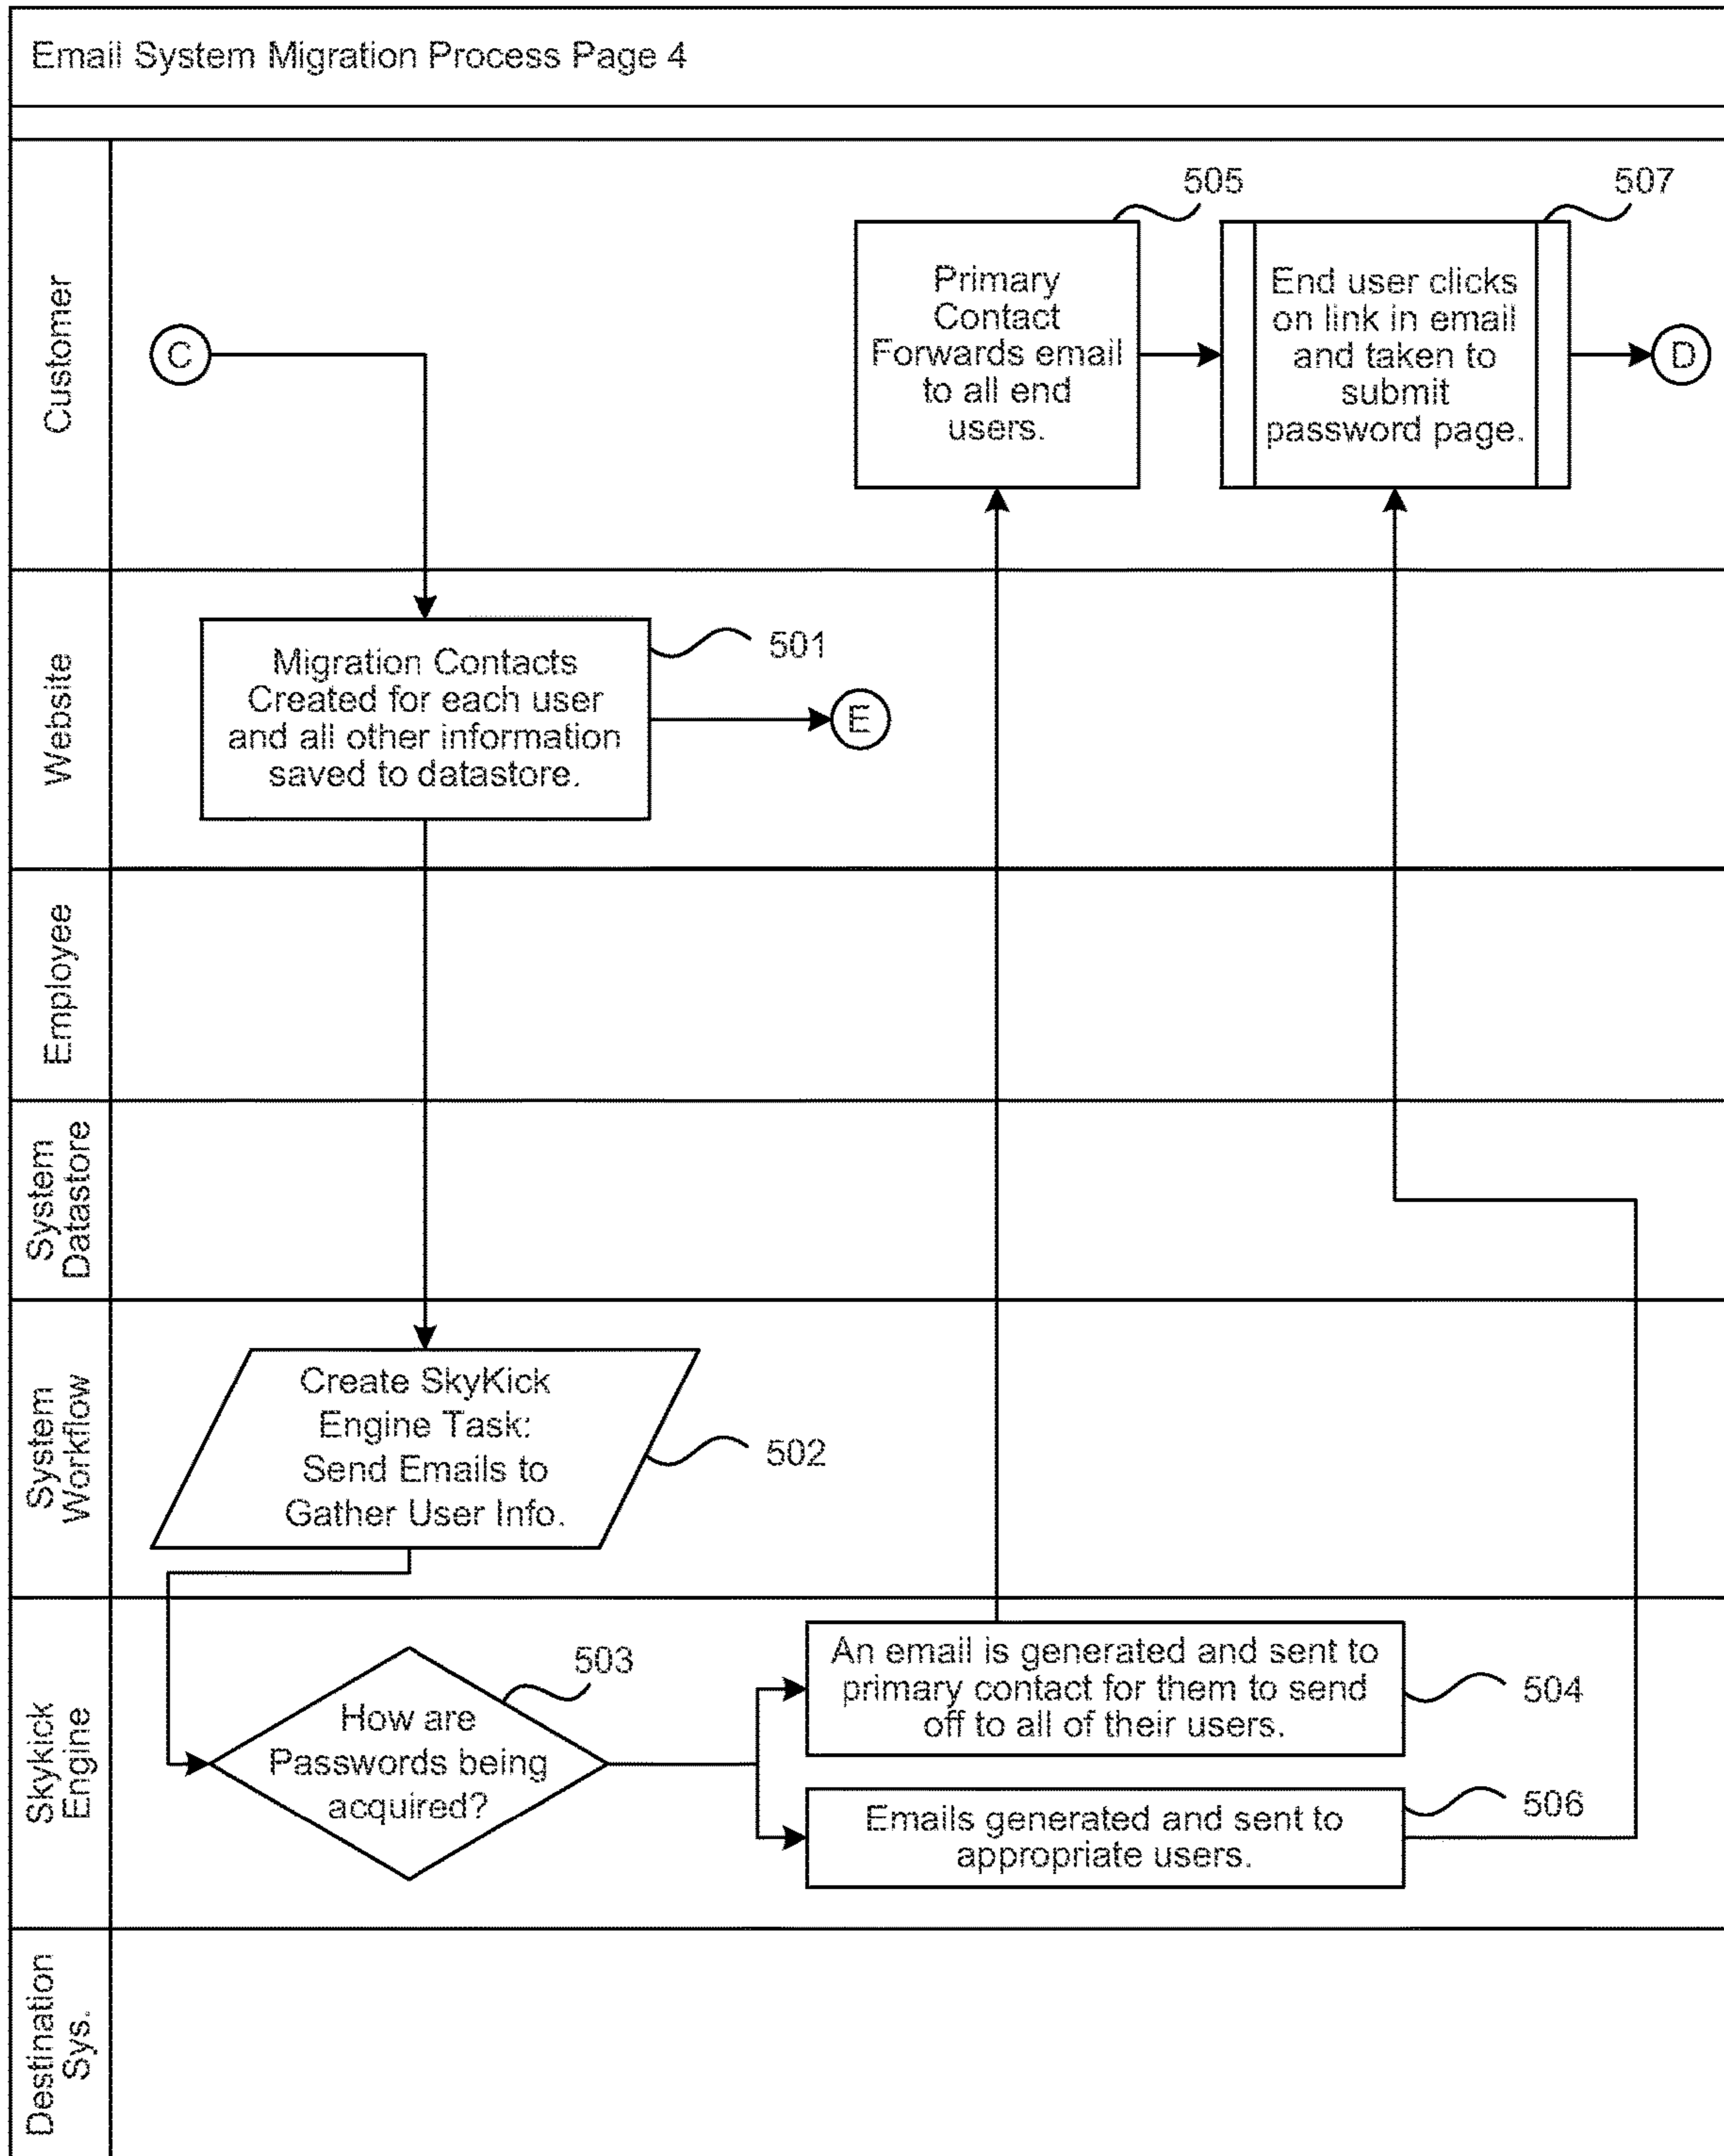 Email System Migration Process Page 4
Customer
C
505
Primary
Contact
Forwards email
to all end
users.
507
End user clicks
on link in email
and taken to
submit
password page.
D
Website
501
Migration Contacts
Created for each user
and all other information
saved to datastore.
E
Employee
System
Datastore
System
Workflow
Create SkyKick
Engine Task:
Send Emails to
Gather User Info.
502
Skykick
Engine
503
How are
Passwords being
acquired?
An email is generated and sent to
primary contact for them to send
off to all of their users.
504
Emails generated and sent to
appropriate users.
506
Destination
Sys.